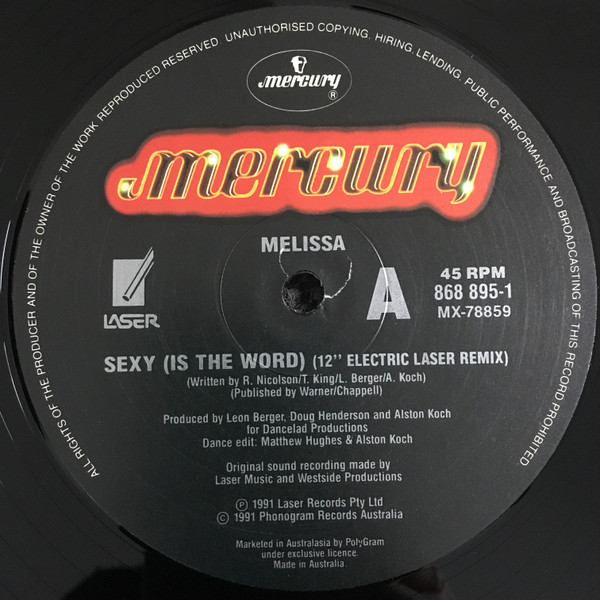 ALL RIGHTS OF THE PRODUCER AND OF THE OWNER OF THE WORK REPRODUCED RESERVED. UNAUTHORISED COPYING, HIRING, LENDING, PUBLIC PERFORMANCE AND BROADCASTING OF THIS RECORD PROHIBITED.
mercury
®
mercury
MELISSA
LASER
A
45 RPM
868 895-1
MX-78859
SEXY (IS THE WORD) (12'' ELECTRIC LASER REMIX)
(Written by R. Nicolson/T. King/L. Berger/A. Koch)
(Published by Warner/Chappell)
Produced by Leon Berger, Doug Henderson and Alston Koch
for Dancelad Productions
Dance edit: Matthew Hughes & Alston Koch
Original sound recording made by
Laser Music and Westside Productions
℗ 1991 Laser Records Pty Ltd
© 1991 Phonogram Records Australia
Marketed in Australasia by PolyGram
under exclusive licence.
Made in Australia.